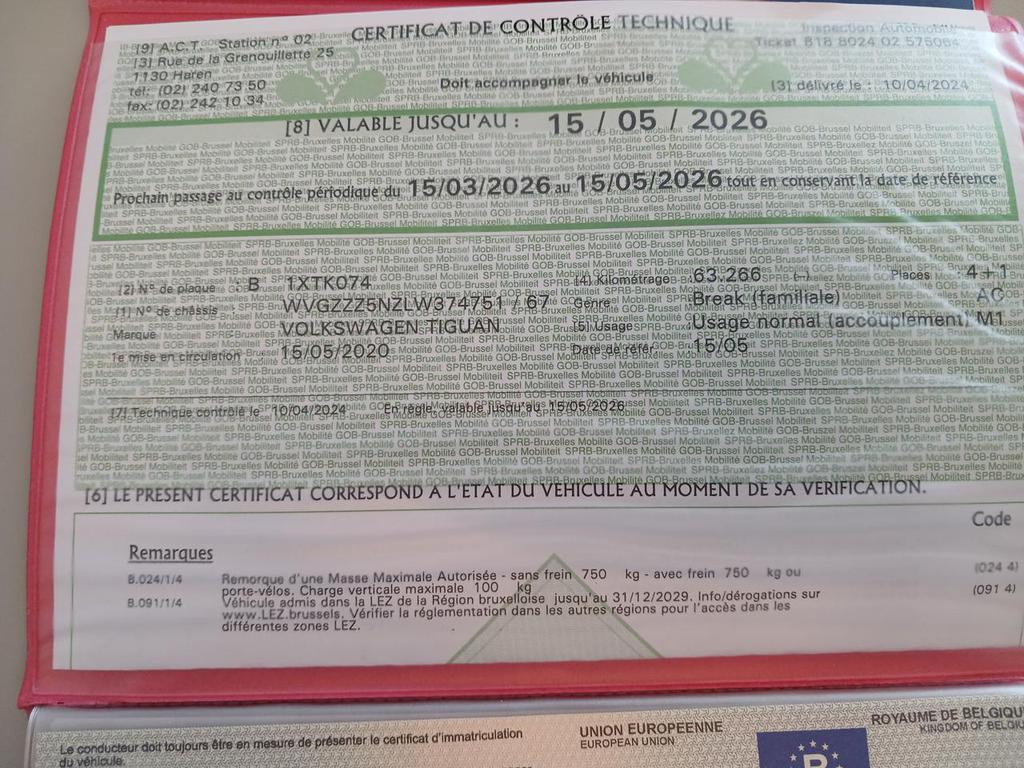 [9] A.C.T. Station n° 02
CERTIFICAT DE CONTRÔLE TECHNIQUE
Inspection Automobile
[3] Rue de la Grenouillette 25
Ticket 818 8024 02 575064
1130 Haren
Doit accompagner le véhicule
tél: (02) 240 73 50
[3] délivré le : 10/04/2024
fax: (02) 242 10 34
[8] VALABLE JUSQU'AU : 15 / 05 / 2026
Prochain passage au contrôle périodique du 15/03/2026 au 15/05/2026 tout en conservant la date de référence
[2] N° de plaque B 1XTK074
[4] Kilométrage 63.266 (-) Places 4+1
[1] N° de châssis WVGZZZ5NZLW374751 / 67
Genre Break (familiale) AC
Marque VOLKSWAGEN TIGUAN
[5] Usage Usage normal (accouplement) M1
1e mise en circulation 15/05/2020
Date de réfé. 15/05
[7] Technique contrôlé le 10/04/2024 En règle, valable jusqu'au 15/05/2026
[6] LE PRESENT CERTIFICAT CORRESPOND A L'ETAT DU VEHICULE AU MOMENT DE SA VERIFICATION.
Code
Remarques
B.024/1/4 Remorque d'une Masse Maximale Autorisée - sans frein 750 kg - avec frein 750 kg ou (024 4)
porte-vélos. Charge verticale maximale 100 kg
B.091/1/4 Véhicule admis dans la LEZ de la Région bruxelloise jusqu'au 31/12/2029. Info/dérogations sur (091 4)
www.LEZ.brussels. Vérifier la réglementation dans les autres régions pour l'accès dans les
différentes zones LEZ.
Le conducteur doit toujours être en mesure de présenter le certificat d'immatriculation
du véhicule.
UNION EUROPEENNE
EUROPEAN UNION
ROYAUME DE BELGIQU
KINGDOM OF BELGIU
B